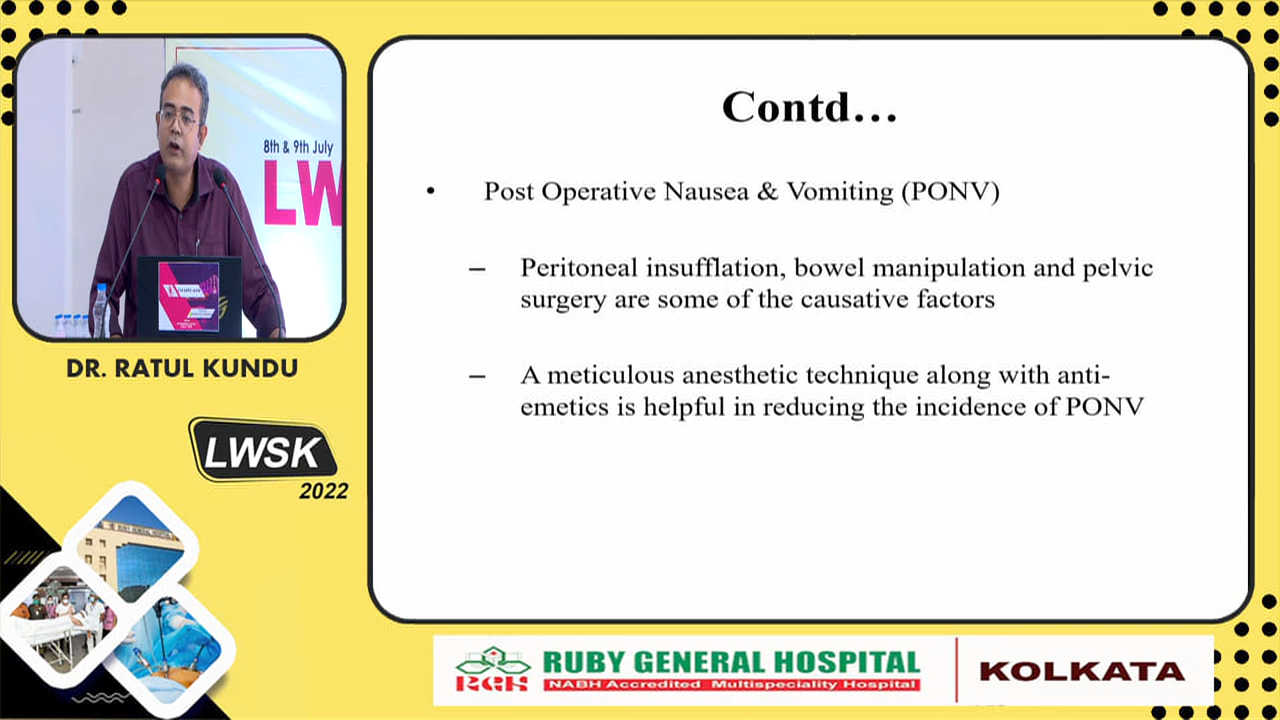 8th & 9th July
LW
DR. RATUL KUNDU
LWSK
2022
Contd...
• Post Operative Nausea & Vomiting (PONV)
– Peritoneal insufflation, bowel manipulation and pelvic
surgery are some of the causative factors
– A meticulous anesthetic technique along with anti-
emetics is helpful in reducing the incidence of PONV
RUBY GENERAL HOSPITAL
RGH
NABH Accredited Multispeciality Hospital
KOLKATA